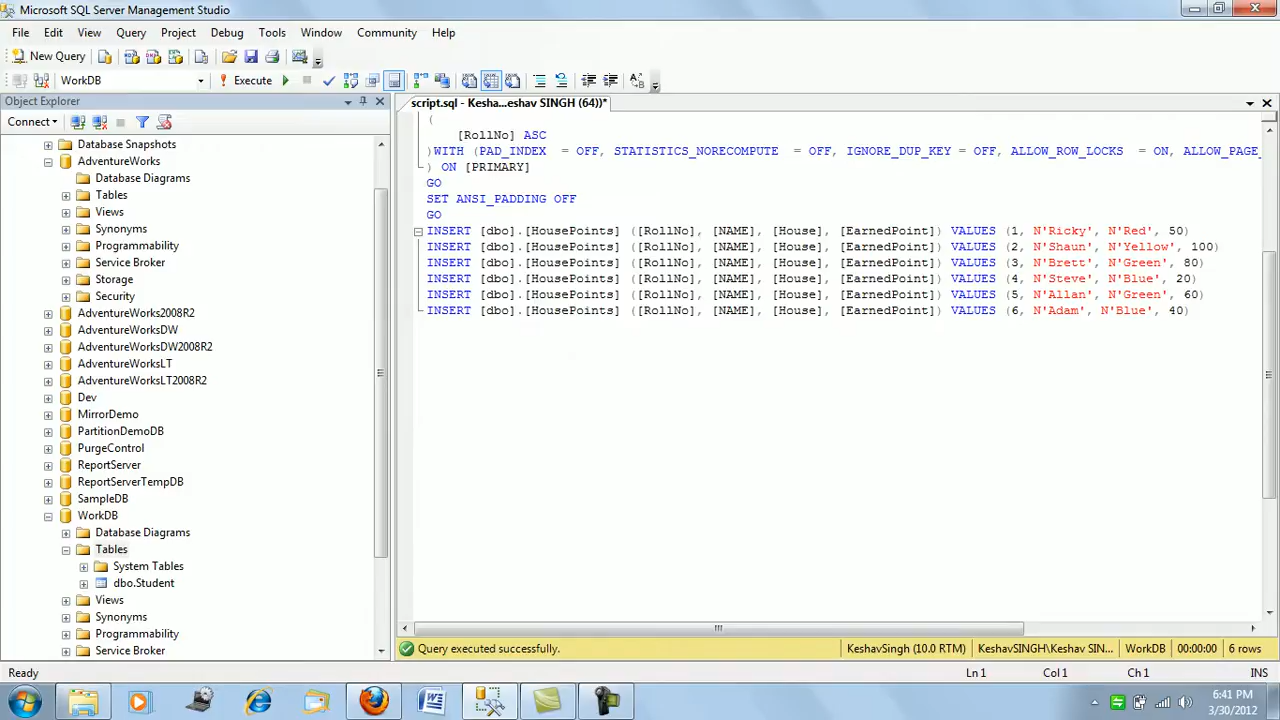 Microsoft SQL Server Management Studio
File Edit View Query Project Debug Tools Window Community Help
New Query
WorkDB Execute
Object Explorer
script.sql - Kesha...eshav SINGH (64))*
Connect
Database Snapshots
AdventureWorks
Database Diagrams
Tables
Views
Synonyms
Programmability
Service Broker
Storage
Security
AdventureWorks2008R2
AdventureWorksDW
AdventureWorksDW2008R2
AdventureWorksLT
AdventureWorksLT2008R2
Dev
MirrorDemo
PartitionDemoDB
PurgeControl
ReportServer
ReportServerTempDB
SampleDB
WorkDB
Database Diagrams
Tables
System Tables
dbo.Student
Views
Synonyms
Programmability
Service Broker
(
[RollNo] ASC
)WITH (PAD_INDEX = OFF, STATISTICS_NORECOMPUTE = OFF, IGNORE_DUP_KEY = OFF, ALLOW_ROW_LOCKS = ON, ALLOW_PAGE_
) ON [PRIMARY]
GO
SET ANSI_PADDING OFF
GO
INSERT [dbo].[HousePoints] ([RollNo], [NAME], [House], [EarnedPoint]) VALUES (1, N'Ricky', N'Red', 50)
INSERT [dbo].[HousePoints] ([RollNo], [NAME], [House], [EarnedPoint]) VALUES (2, N'Shaun', N'Yellow', 100)
INSERT [dbo].[HousePoints] ([RollNo], [NAME], [House], [EarnedPoint]) VALUES (3, N'Brett', N'Green', 80)
INSERT [dbo].[HousePoints] ([RollNo], [NAME], [House], [EarnedPoint]) VALUES (4, N'Steve', N'Blue', 20)
INSERT [dbo].[HousePoints] ([RollNo], [NAME], [House], [EarnedPoint]) VALUES (5, N'Allan', N'Green', 60)
INSERT [dbo].[HousePoints] ([RollNo], [NAME], [House], [EarnedPoint]) VALUES (6, N'Adam', N'Blue', 40)
Query executed successfully. KeshavSingh (10.0 RTM) KeshavSINGH\Keshav SIN... WorkDB 00:00:00 6 rows
Ready Ln 1 Col 1 Ch 1 INS
6:41 PM
3/30/2012